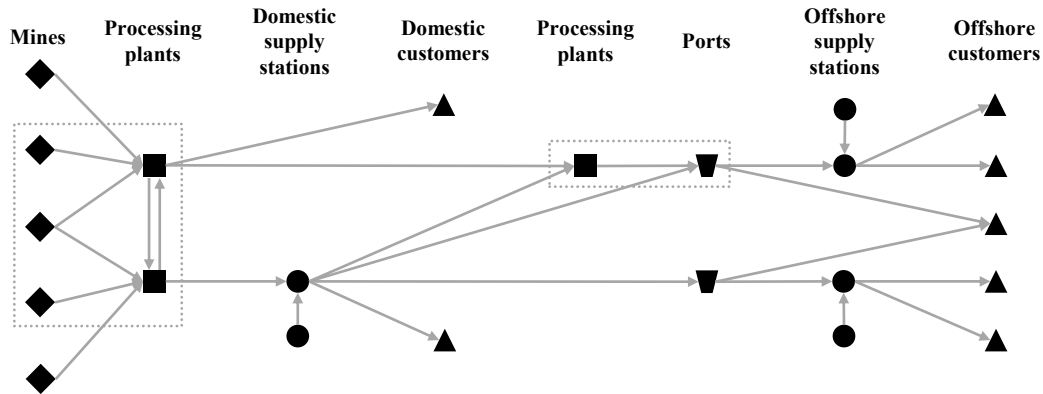 Mines
Processing
plants
Domestic
supply
stations
Domestic
customers
Processing
plants
Ports
Offshore
supply
stations
Offshore
customers